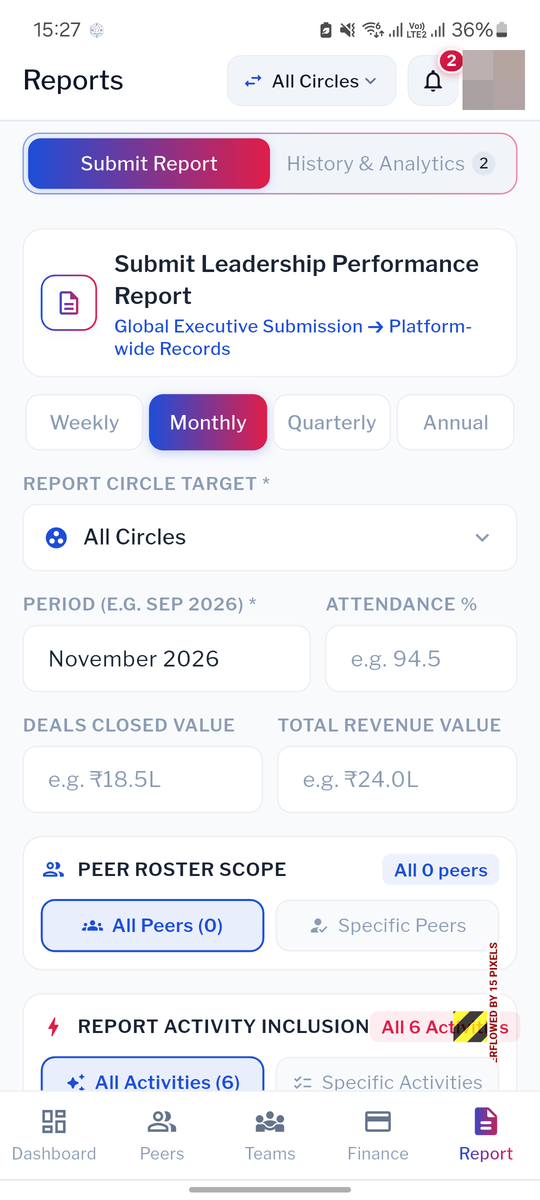 15:27
Vo))
LTE2
36%
Reports
All Circles
2
Submit Report
History & Analytics 2
Submit Leadership Performance
Report
Global Executive Submission → Platform-
wide Records
Weekly
Monthly
Quarterly
Annual
REPORT CIRCLE TARGET *
All Circles
PERIOD (E.G. SEP 2026) *
ATTENDANCE %
November 2026
e.g. 94.5
DEALS CLOSED VALUE
TOTAL REVENUE VALUE
e.g. ₹18.5L
e.g. ₹24.0L
PEER ROSTER SCOPE
All 0 peers
All Peers (0)
Specific Peers
REPORT ACTIVITY INCLUSION
All 6
RFLOWED BY 15 PIXELS
All Activities (6)
Specific Activities
Dashboard
Peers
Teams
Finance
Report